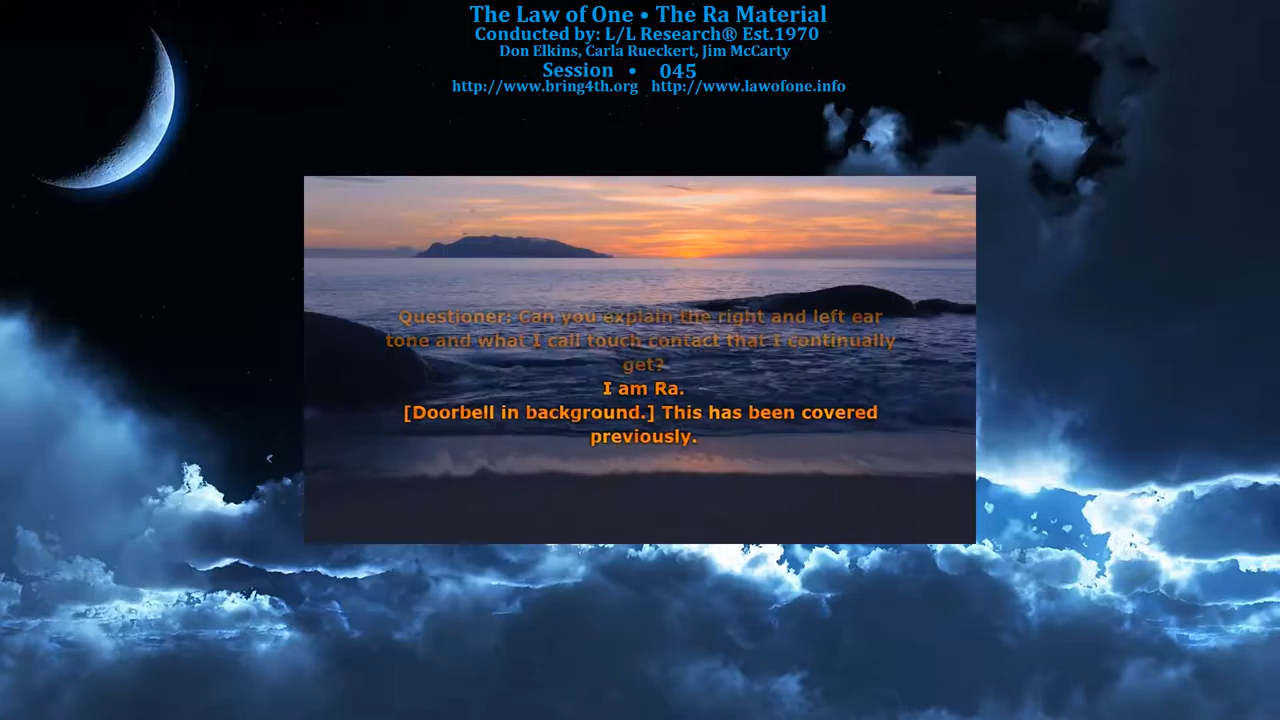 The Law of One • The Ra Material
Conducted by: L/L Research® Est.1970
Don Elkins, Carla Rueckert, Jim McCarty
Session • 045
http://www.bring4th.org http://www.lawofone.info
Questioner: Can you explain the right and left ear
tone and what I call touch contact that I continually
get?
I am Ra.
[Doorbell in background.] This has been covered
previously.